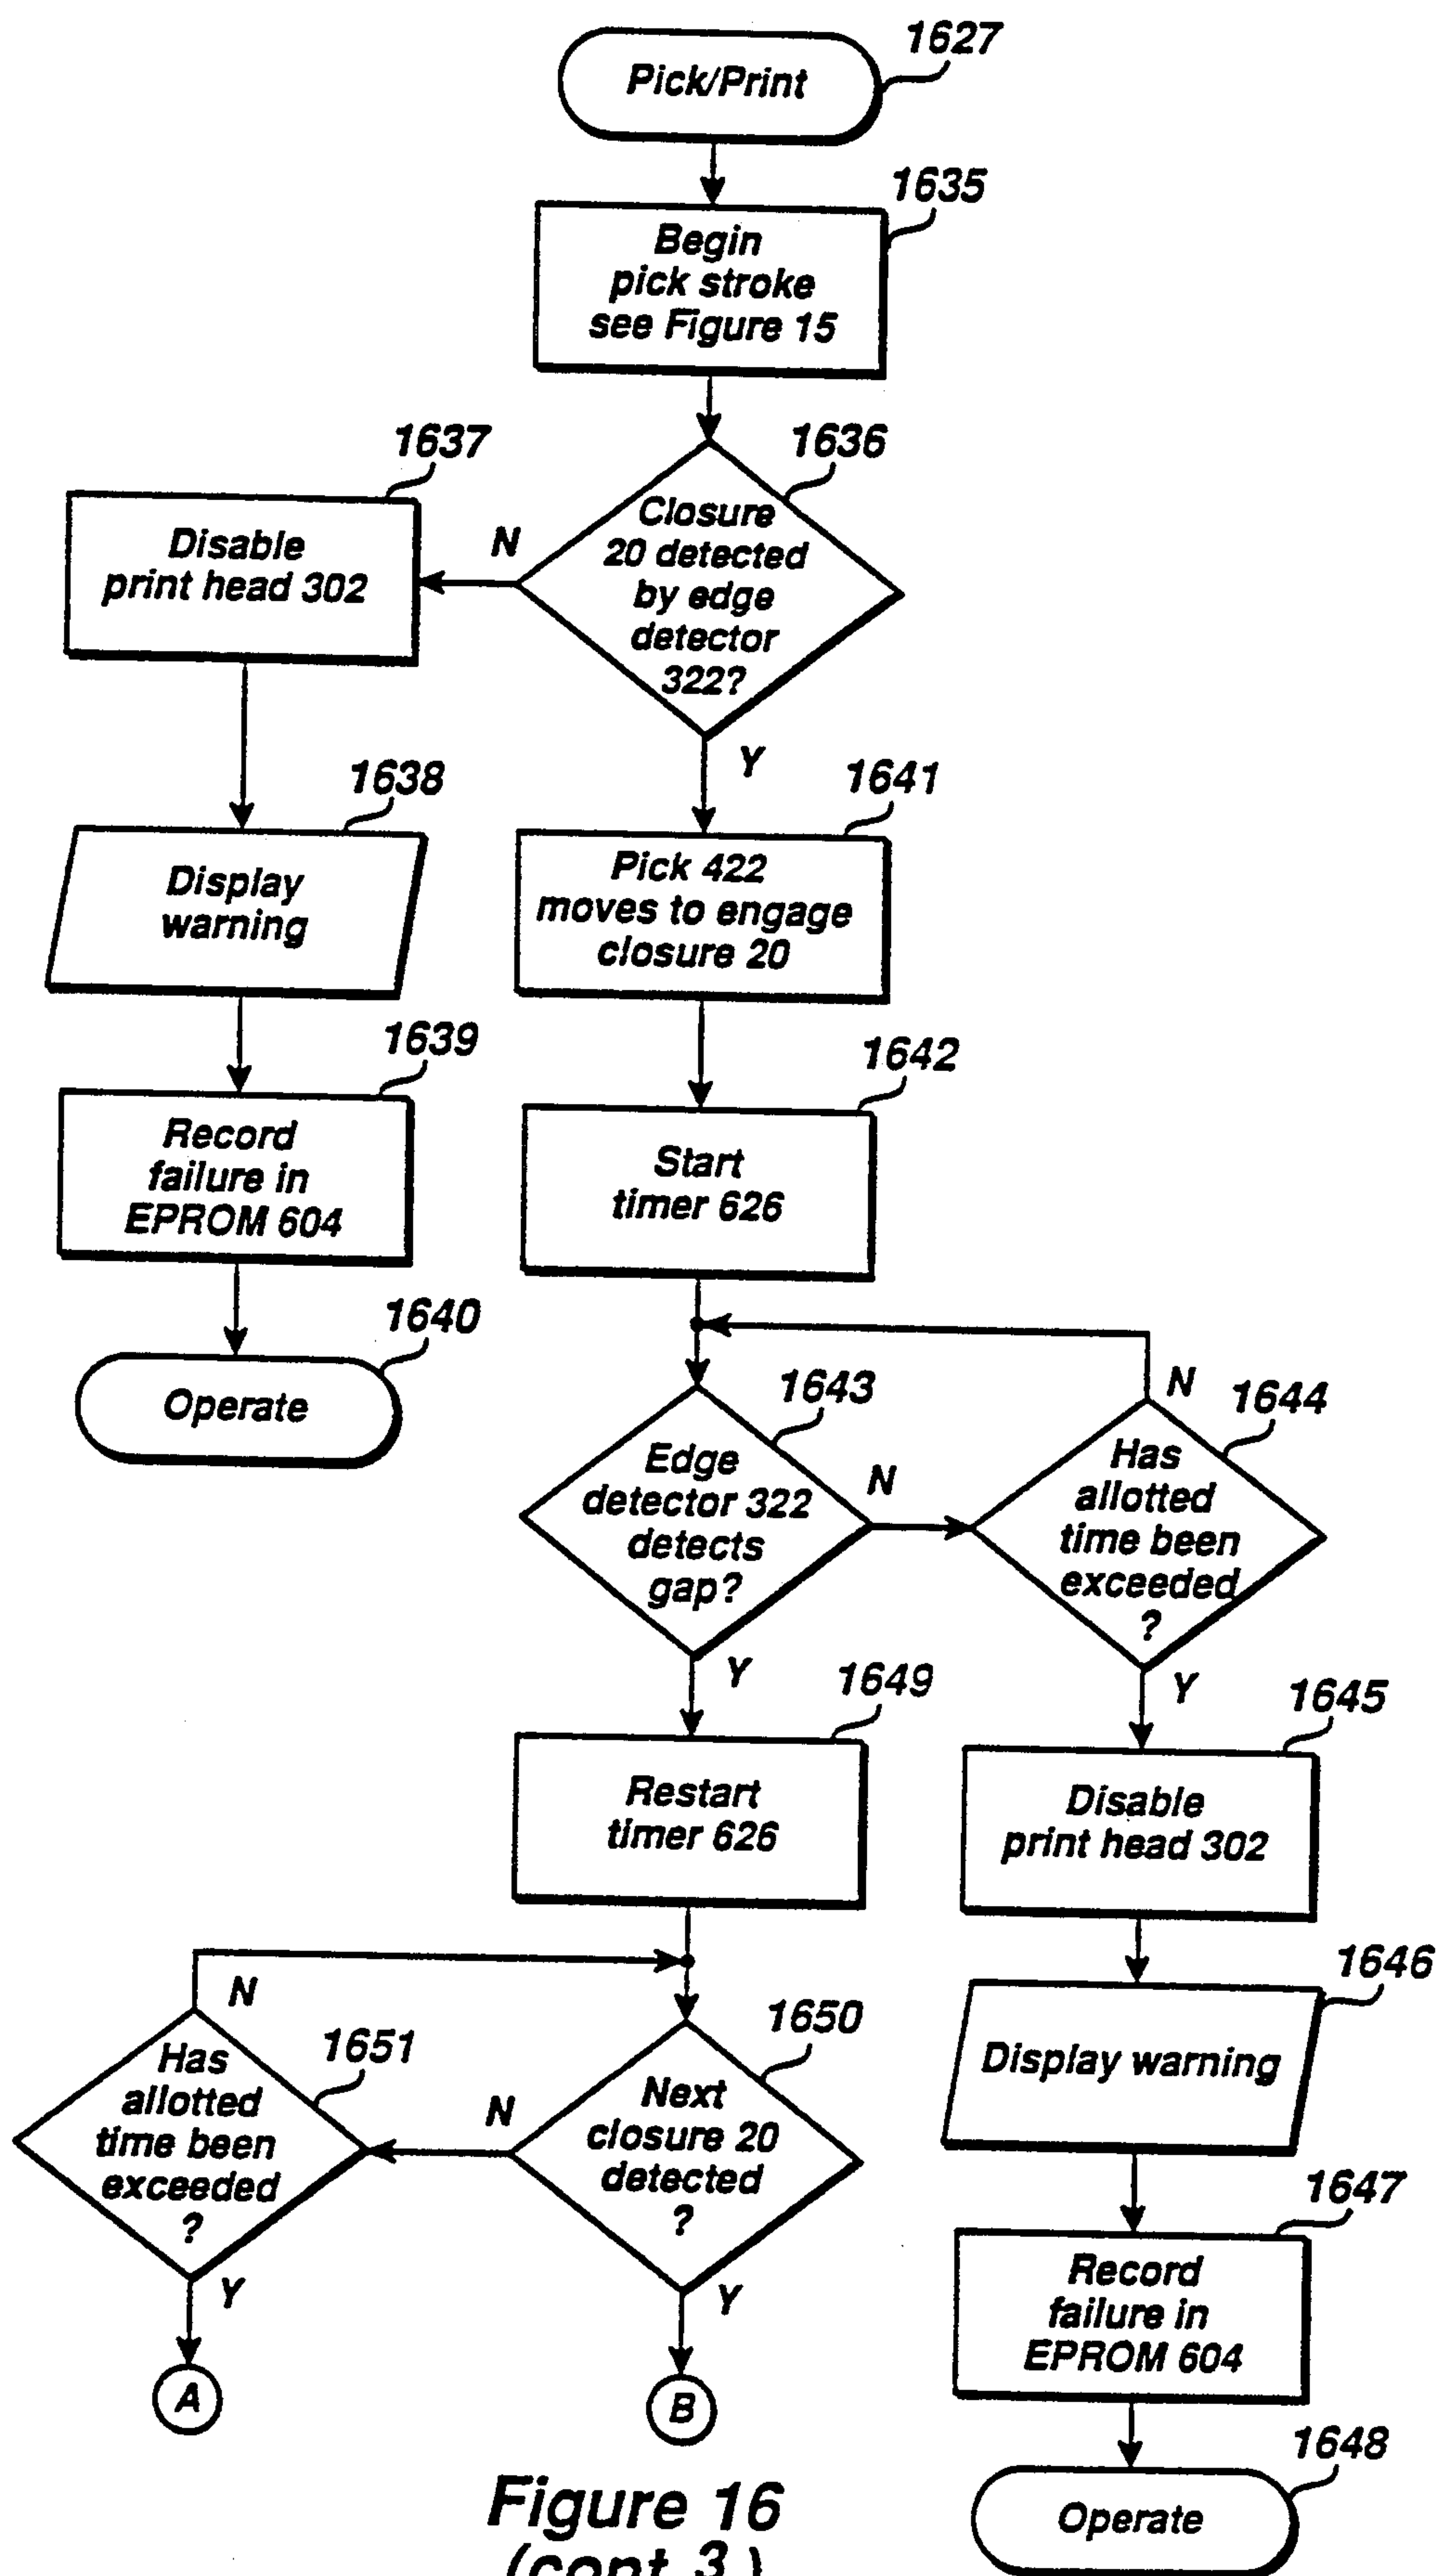 1627
Pick/Print
1635
Begin
pick stroke
see Figure 15
1636
Closure
20 detected
by edge
detector
322?
N
Y
1637
Disable
print head 302
1638
Display
warning
1639
Record
failure in
EPROM 604
1640
Operate
1641
Pick 422
moves to engage
closure 20
1642
Start
timer 626
1643
Edge
detector 322
detects
gap?
N
Y
1644
Has
allotted
time been
exceeded
?
N
Y
1645
Disable
print head 302
1646
Display warning
1647
Record
failure in
EPROM 604
1648
Operate
1649
Restart
timer 626
1650
Next
closure 20
detected
?
N
Y
1651
Has
allotted
time been
exceeded
?
N
Y
A
B
Figure 16
(cont. 3)